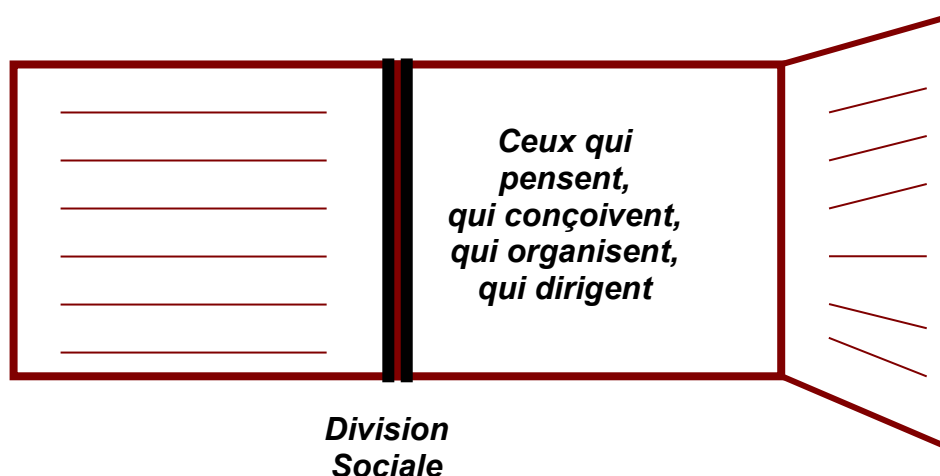 Ceux qui
pensent,
qui conçoivent,
qui organisent,
qui dirigent
Division
Sociale